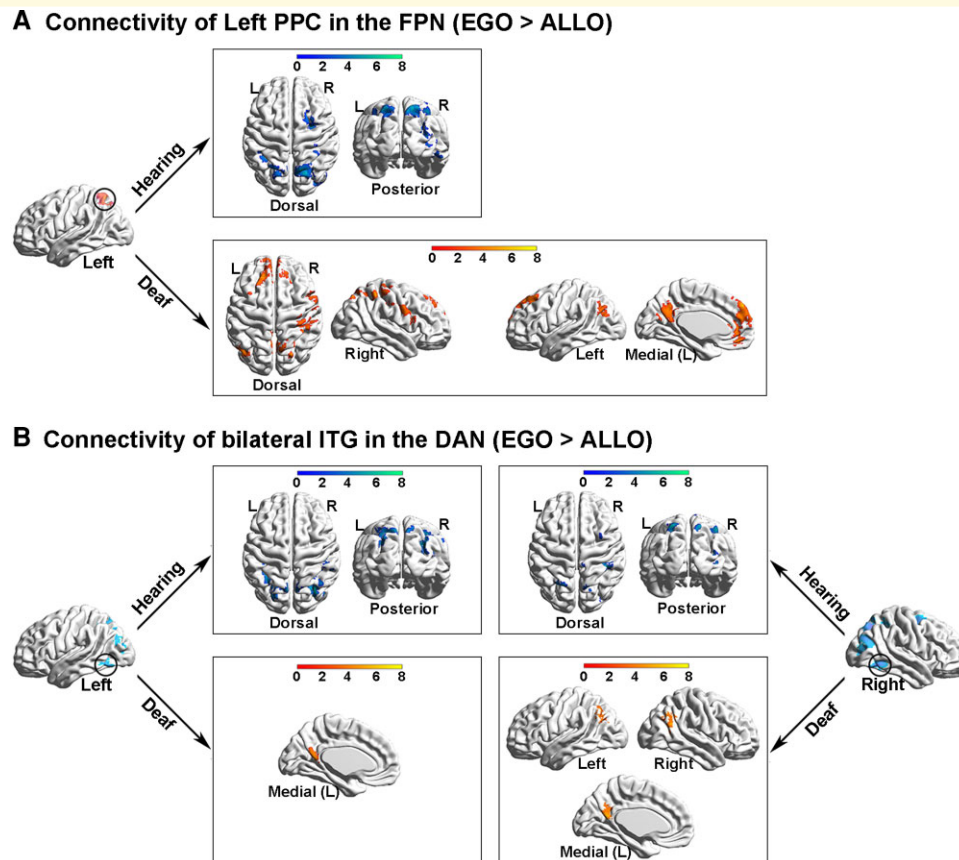 A Connectivity of Left PPC in the FPN (EGO > ALLO)
0 2 4 6 8
L R L R
Hearing
Dorsal Posterior
Left
Deaf
0 2 4 6 8
L R
Dorsal Right Left Medial (L)
B Connectivity of bilateral ITG in the DAN (EGO > ALLO)
0 2 4 6 8 0 2 4 6 8
L R L R L R L R
Hearing Hearing
Dorsal Posterior Dorsal Posterior
Left Right
Deaf Deaf
0 2 4 6 8 0 2 4 6 8
Left Right
Medial (L)
Medial (L)